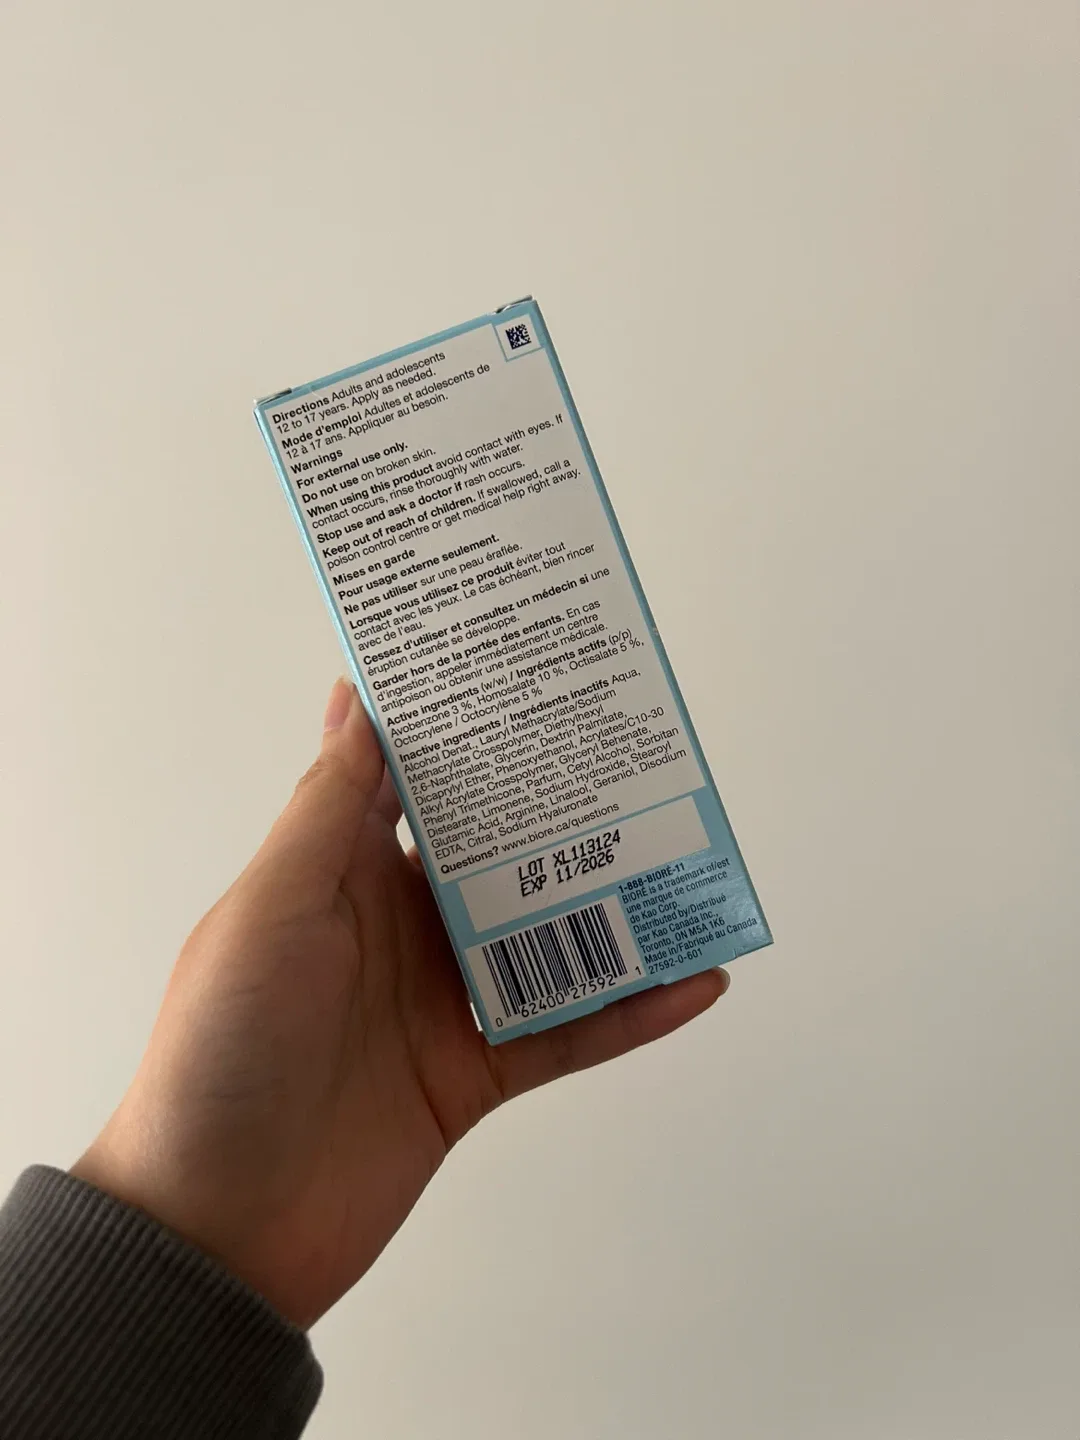 Directions Adults and adolescents
12 to 17 years. Apply as needed.
Mode d'emploi Adultes et adolescents de
12 à 17 ans. Appliquer au besoin.
Warnings
For external use only.
Do not use on broken skin.
When using this product avoid contact with eyes. If
contact occurs, rinse thoroughly with water.
Stop use and ask a doctor if rash occurs.
Keep out of reach of children. If swallowed, call a
poison control centre or get medical help right away.
Mises en garde
Pour usage externe seulement.
Ne pas utiliser sur une peau éraflée.
Lorsque vous utilisez ce produit éviter tout
contact avec les yeux. Le cas échéant, bien rincer
avec de l'eau.
Cessez d'utiliser et consultez un médecin si une
éruption cutanée se développe.
Garder hors de la portée des enfants. En cas
d'ingestion, appeler immédiatement un centre
antipoison ou obtenir une assistance médicale.
Active ingredients (w/w) / Ingrédients actifs (p/p)
Avobenzone 3 %, Homosalate 10 %, Octisalate 5 %,
Octocrylene / Octocrylène 5 %
Inactive ingredients / Ingrédients inactifs Aqua,
Alcohol Denat., Lauryl Methacrylate/Sodium
Methacrylate Crosspolymer, Diethylhexyl
2,6-Naphthalate, Glycerin, Dextrin Palmitate,
Dicaprylyl Ether, Phenoxyethanol, Acrylates/C10-30
Alkyl Acrylate Crosspolymer, Glyceryl Behenate,
Phenyl Trimethicone, Parfum, Cetyl Alcohol, Sorbitan
Distearate, Limonene, Sodium Hydroxide, Stearoyl
Glutamic Acid, Arginine, Linalool, Geraniol, Disodium
EDTA, Citral, Sodium Hyaluronate
Questions? www.biore.ca/questions
LOT XL113124
EXP 11/2026
1-888-BIORÉ-11
BIORÉ is a trademark of/est
une marque de commerce
de Kao Corp.
Distributed by/Distribué
par Kao Canada Inc.,
Toronto, ON M5A 1K6
Made in/Fabriqué au Canada
27592-0-601
0 62400 27592 1